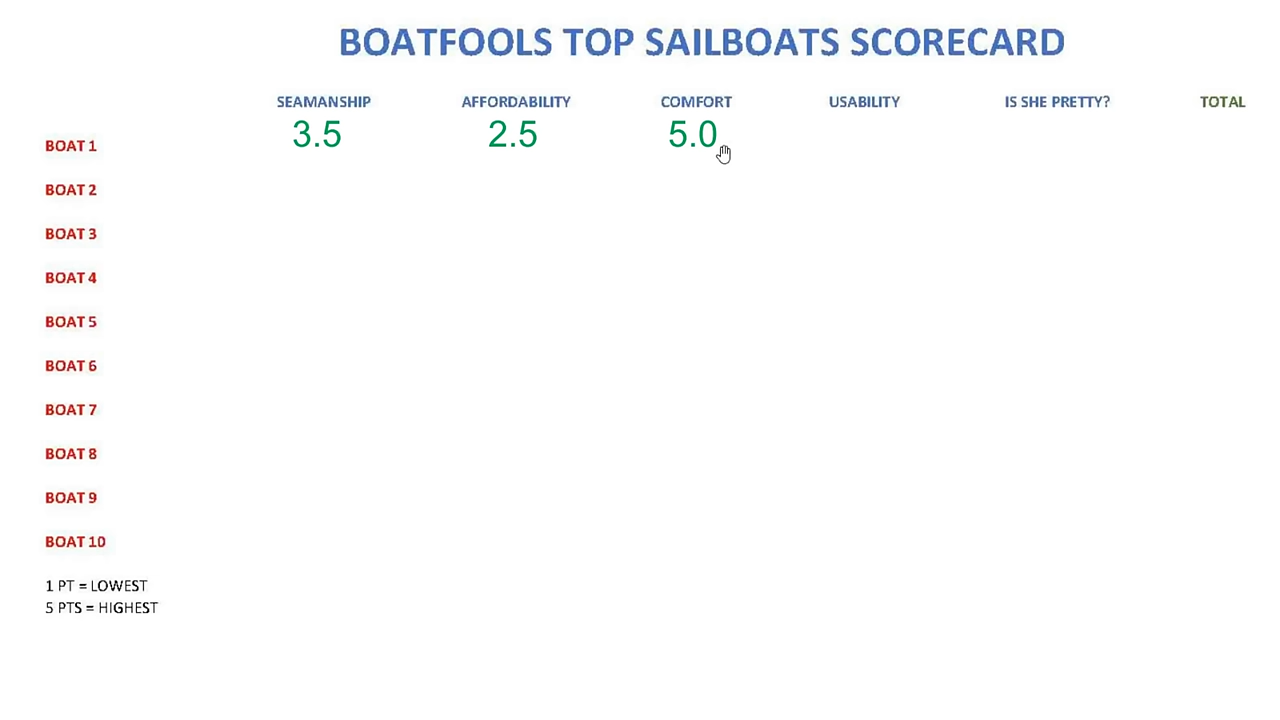 BOATFOOLS TOP SAILBOATS SCORECARD
SEAMANSHIP AFFORDABILITY COMFORT USABILITY IS SHE PRETTY? TOTAL
BOAT 1 3.5 2.5 5.0
BOAT 2
BOAT 3
BOAT 4
BOAT 5
BOAT 6
BOAT 7
BOAT 8
BOAT 9
BOAT 10
1 PT = LOWEST
5 PTS = HIGHEST